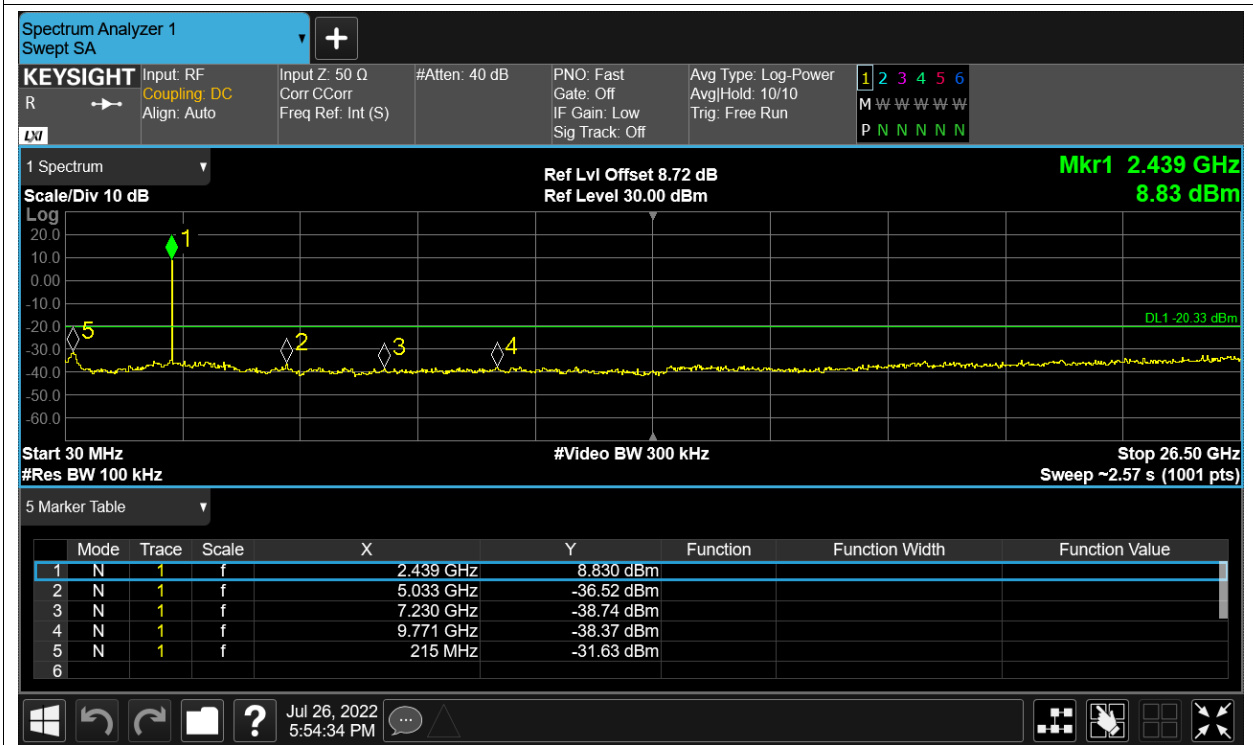 Spectrum Analyzer 1
Swept SA
KEYSIGHT Input: RF Input Z: 50 Ω #Atten: 40 dB PNO: Fast Avg Type: Log-Power 1 2 3 4 5 6
R Coupling: DC Corr CCorr Gate: Off Avg|Hold: 10/10 M W W W W W
Align: Auto Freq Ref: Int (S) IF Gain: Low Trig: Free Run
LXI Sig Track: Off P N N N N N
1 Spectrum Ref Lvl Offset 8.72 dB Mkr1 2.439 GHz
Scale/Div 10 dB Ref Level 30.00 dBm 8.83 dBm
Log
20.0
1
10.0
0.00
-10.0
DL1 -20.33 dBm
-20.0
5
-30.0
2 3 4
-40.0
-50.0
-60.0
Start 30 MHz #Video BW 300 kHz Stop 26.50 GHz
#Res BW 100 kHz Sweep ~2.57 s (1001 pts)
5 Marker Table
Mode Trace Scale X Y Function Function Width Function Value
1 N 1 f 2.439 GHz 8.830 dBm
2 N 1 f 5.033 GHz -36.52 dBm
3 N 1 f 7.230 GHz -38.74 dBm
4 N 1 f 9.771 GHz -38.37 dBm
5 N 1 f 215 MHz -31.63 dBm
6
? Jul 26, 2022
5:54:34 PM